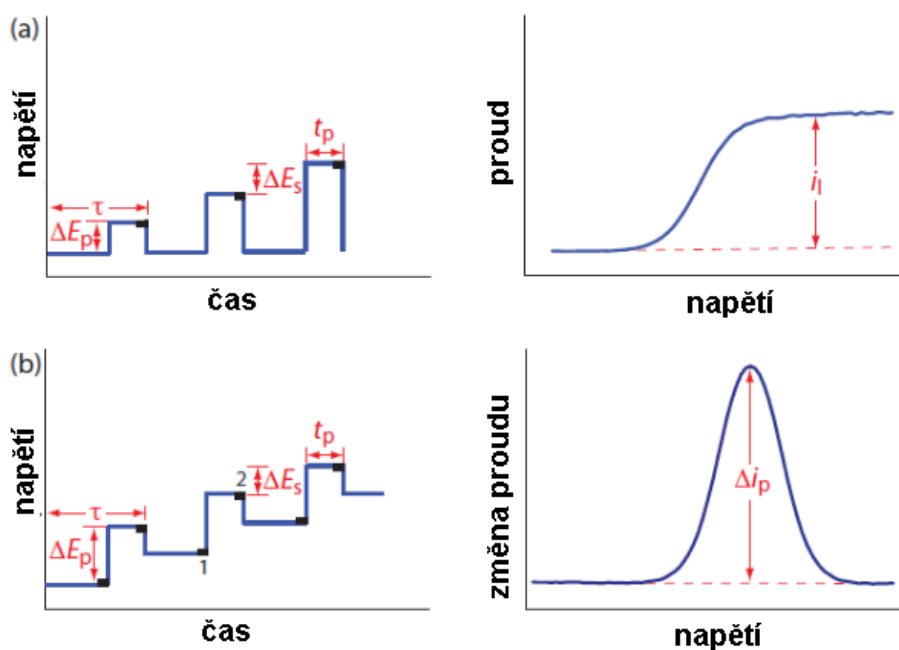 (a)
napětí
τ
ΔEp
ΔEs
tp
čas
proud
il
napětí
(b)
napětí
τ
ΔEp
1
2
ΔEs
tp
čas
změna proudu
Δip
napětí